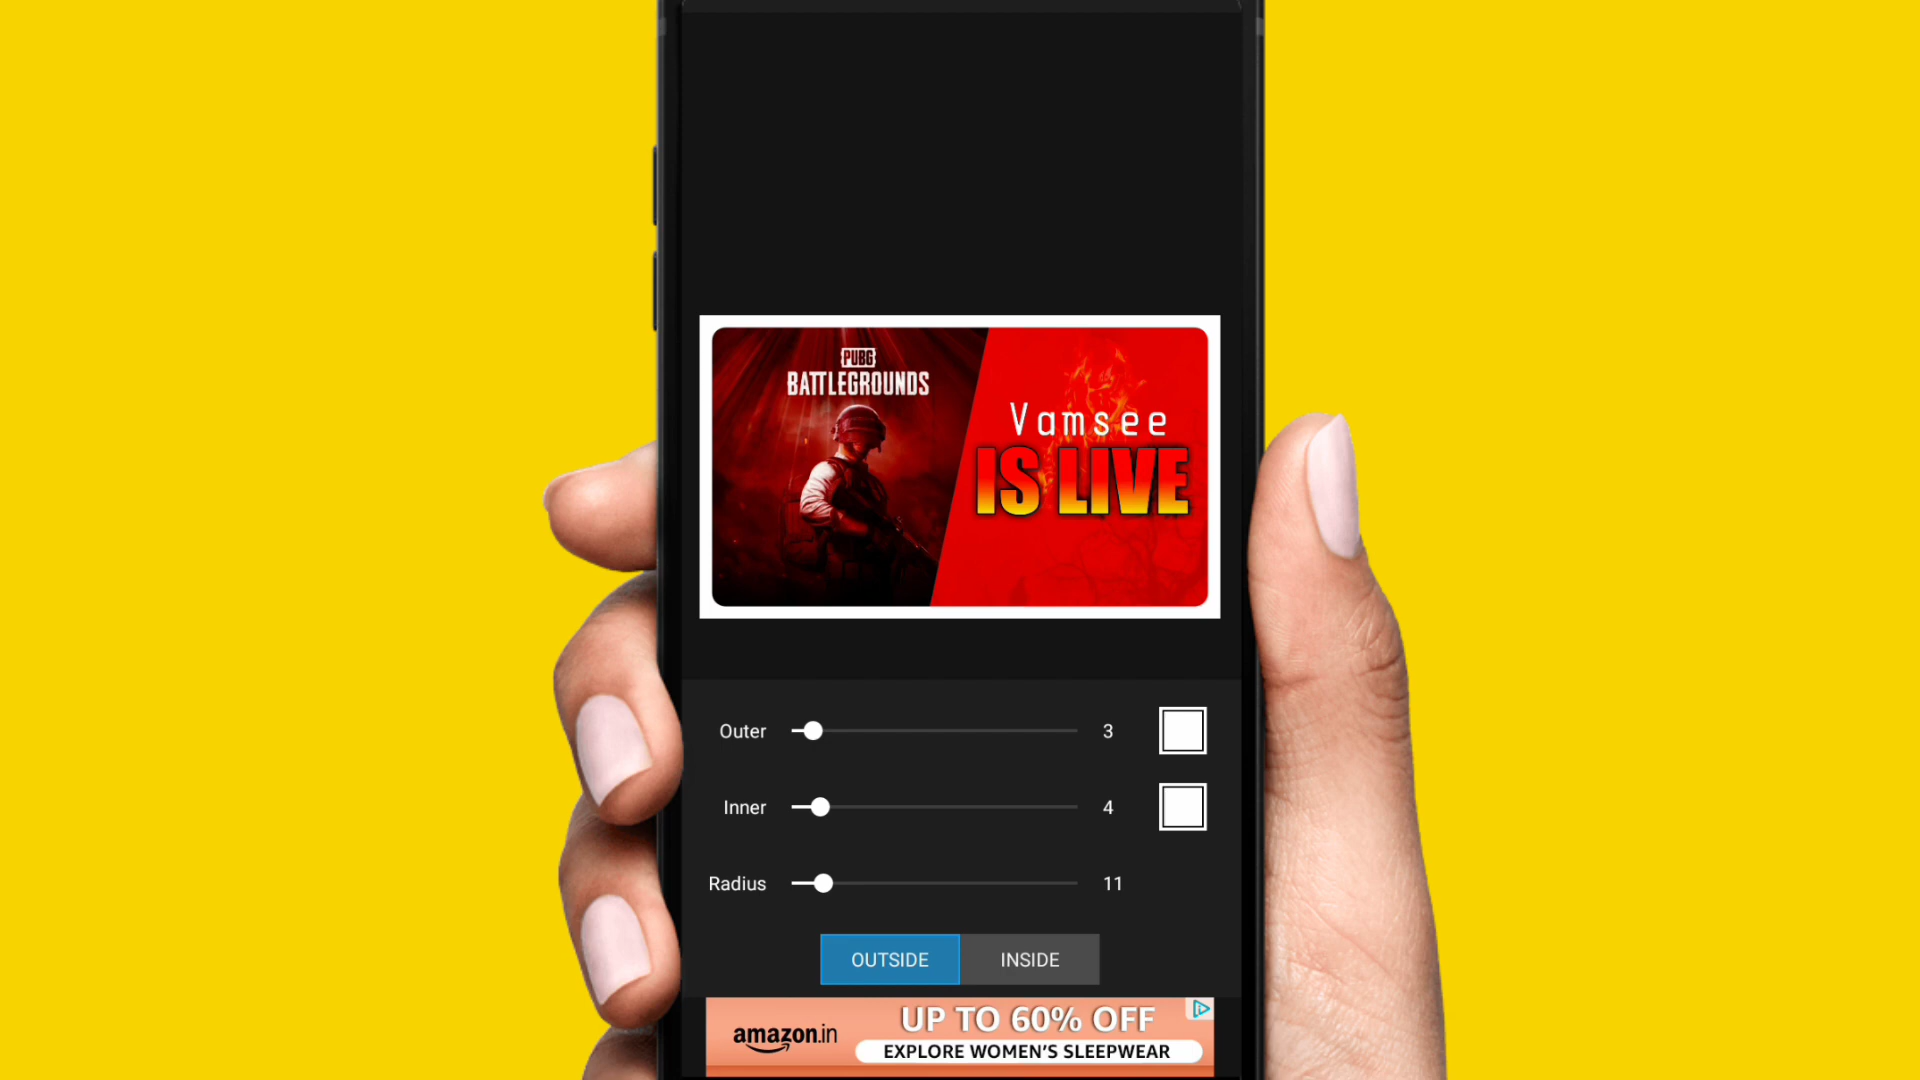 PUBG
BATTLEGROUNDS
Vamsee
IS LIVE
Outer 3
Inner 4
Radius 11
OUTSIDE INSIDE
amazon.in
UP TO 60% OFF
EXPLORE WOMEN'S SLEEPWEAR